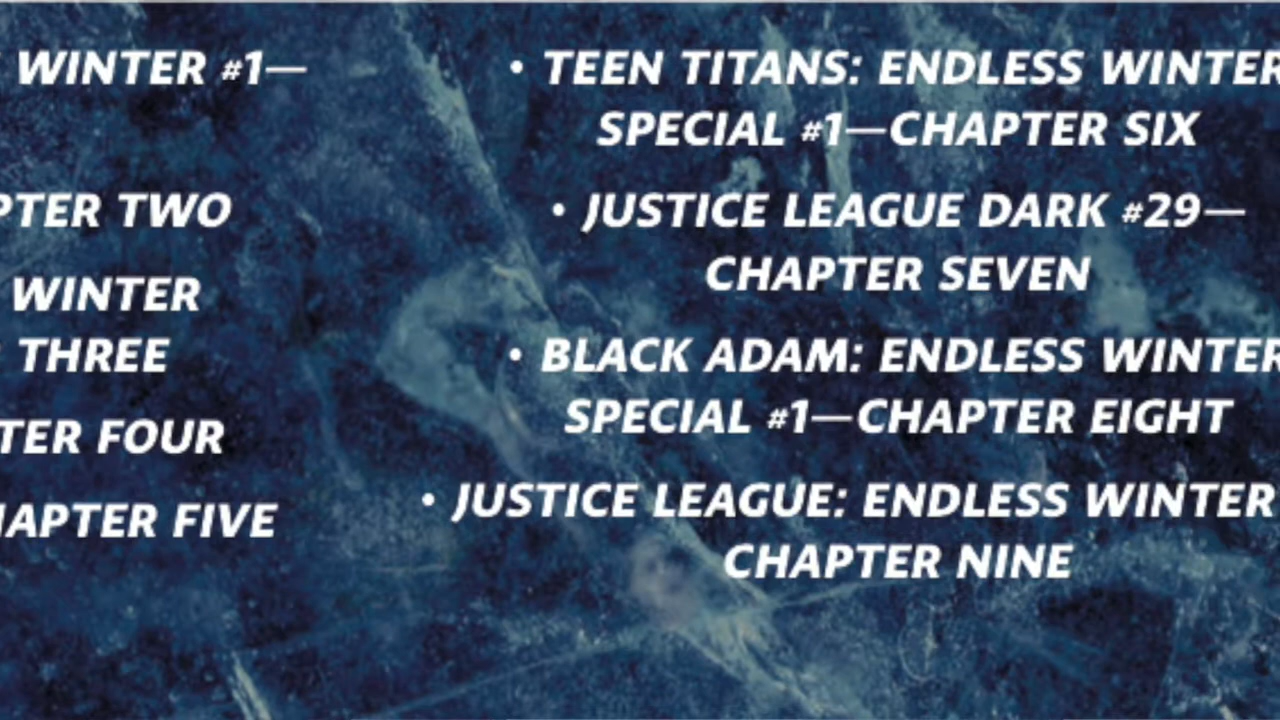 WINTER #1—
PTER TWO
WINTER
THREE
TER FOUR
HAPTER FIVE
• TEEN TITANS: ENDLESS WINTER
SPECIAL #1—CHAPTER SIX
• JUSTICE LEAGUE DARK #29—
CHAPTER SEVEN
• BLACK ADAM: ENDLESS WINTER
SPECIAL #1—CHAPTER EIGHT
• JUSTICE LEAGUE: ENDLESS WINTER
CHAPTER NINE